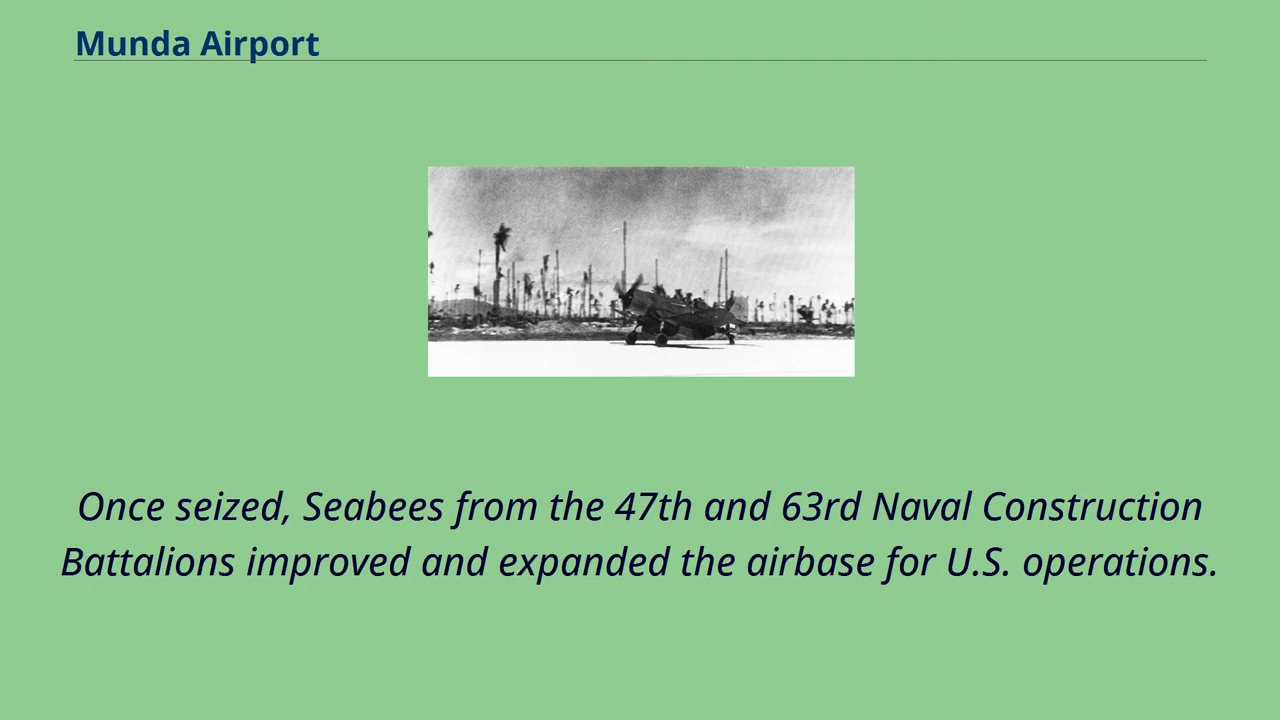 Munda Airport
Once seized, Seabees from the 47th and 63rd Naval Construction
Battalions improved and expanded the airbase for U.S. operations.